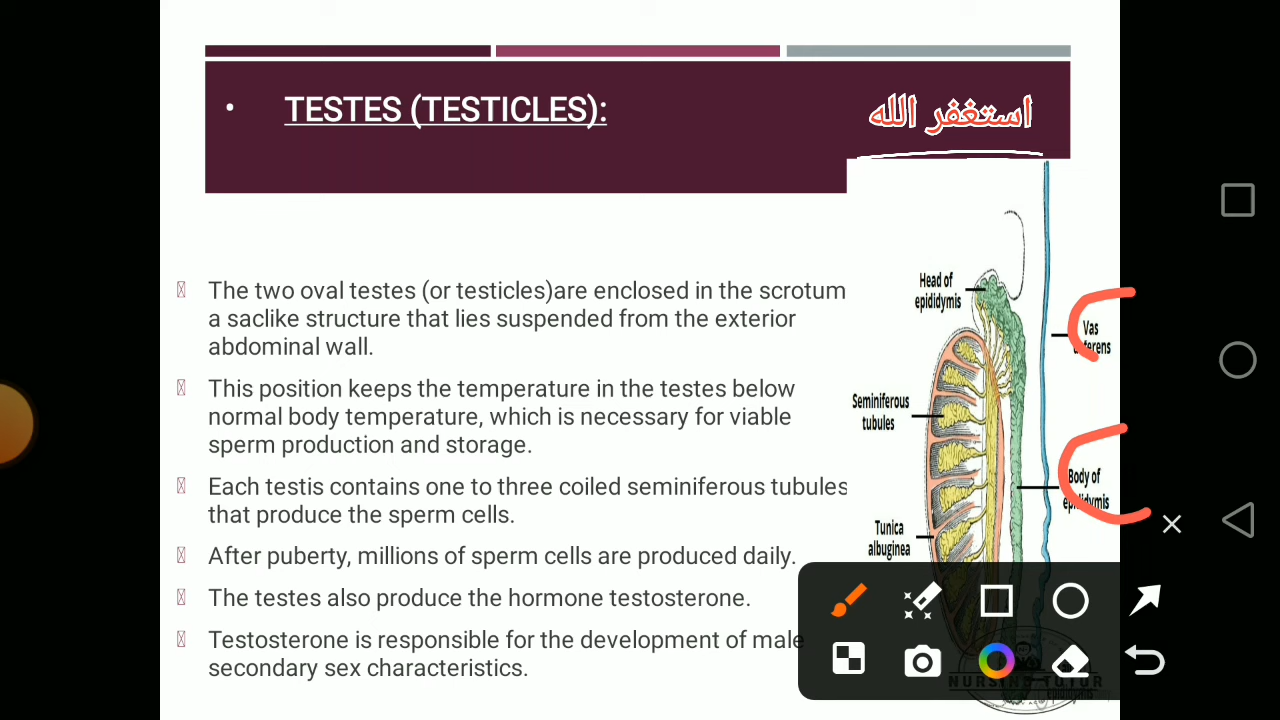 • TESTES (TESTICLES):
استغفر الله
The two oval testes (or testicles)are enclosed in the scrotum
a saclike structure that lies suspended from the exterior
abdominal wall.
This position keeps the temperature in the testes below
normal body temperature, which is necessary for viable
sperm production and storage.
Each testis contains one to three coiled seminiferous tubules
that produce the sperm cells.
After puberty, millions of sperm cells are produced daily.
The testes also produce the hormone testosterone.
Testosterone is responsible for the development of male
secondary sex characteristics.
Head of
epididymis
Vas
Seminiferous
tubules
Body of
epididymis
Tunica
albuginea
NURSING TUTOR
epididymis